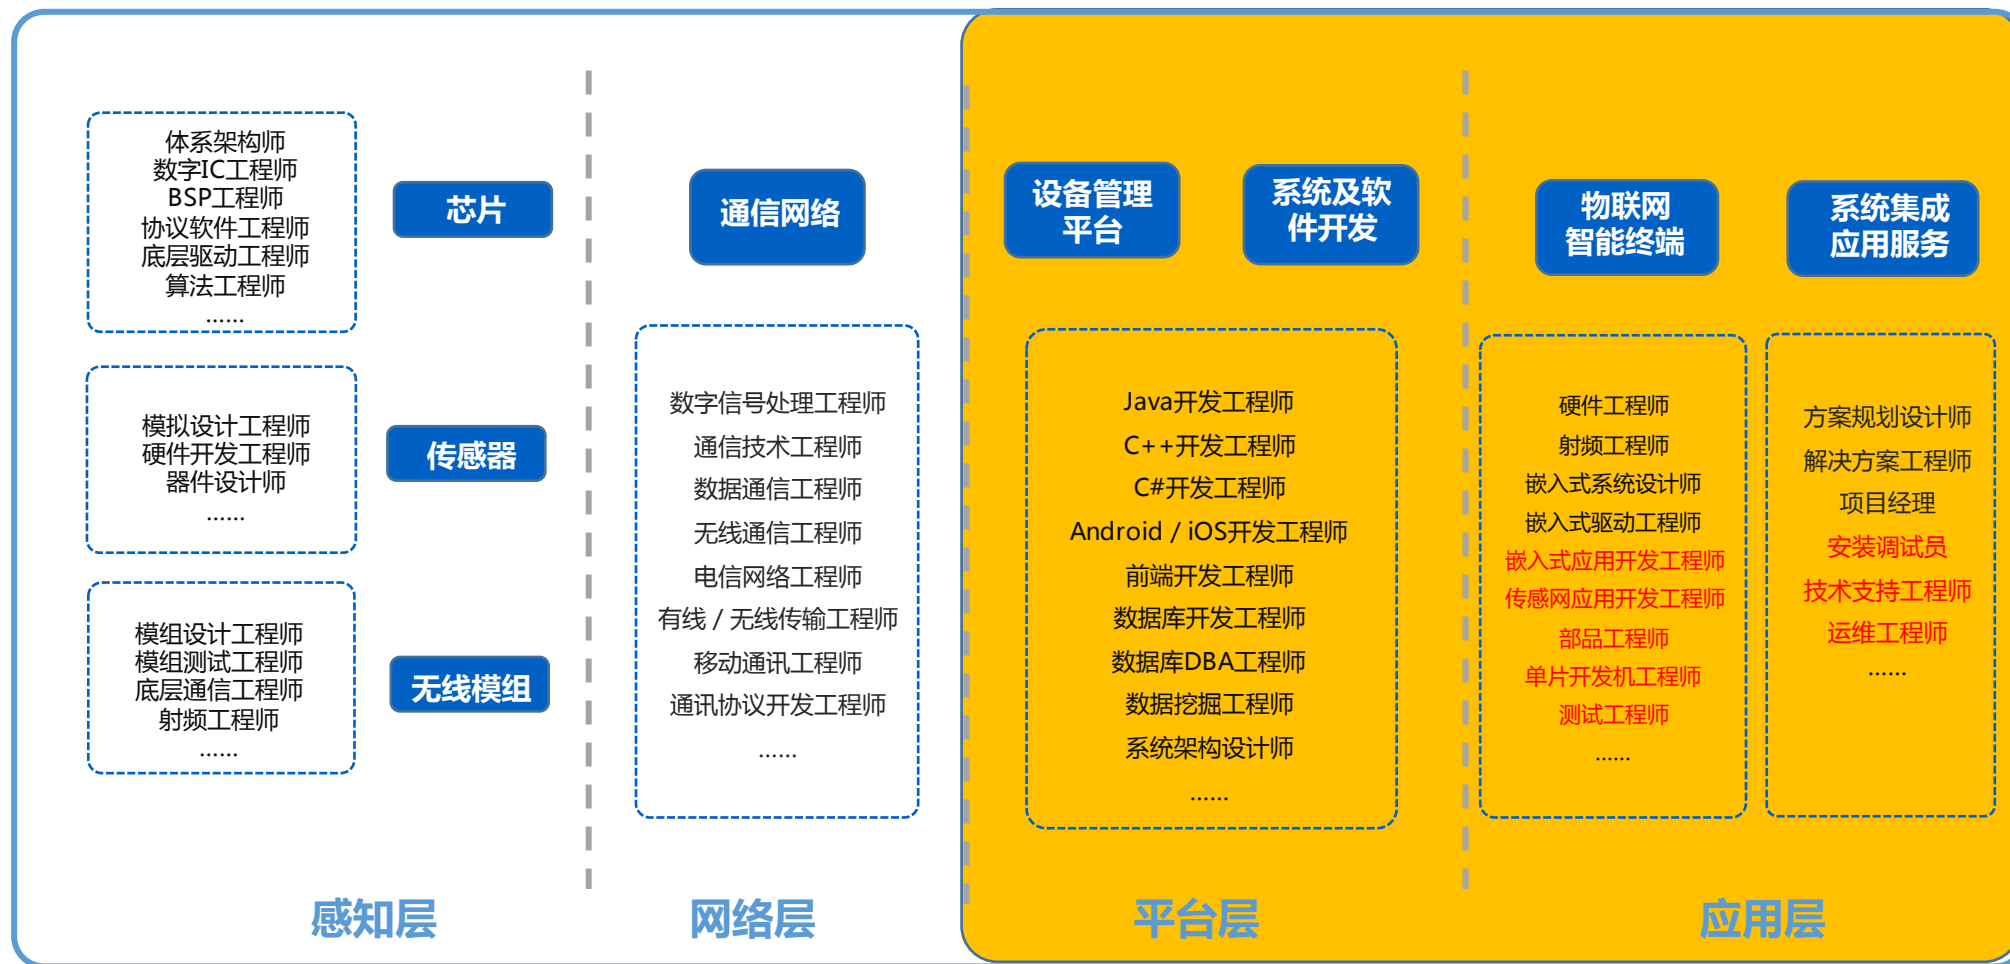 体系架构师
数字IC工程师
BSP工程师
协议软件工程师
底层驱动工程师
算法工程师
......
芯片
模拟设计工程师
硬件开发工程师
器件设计师
......
传感器
模组设计工程师
模组测试工程师
底层通信工程师
射频工程师
......
无线模组
感知层
通信网络
数字信号处理工程师
通信技术工程师
数据通信工程师
无线通信工程师
电信网络工程师
有线 / 无线传输工程师
移动通讯工程师
通讯协议开发工程师
......
网络层
设备管理
平台
系统及软
件开发
Java开发工程师
C++开发工程师
C#开发工程师
Android / iOS开发工程师
前端开发工程师
数据库开发工程师
数据库DBA工程师
数据挖掘工程师
系统架构设计师
......
平台层
物联网
智能终端
硬件工程师
射频工程师
嵌入式系统设计师
嵌入式驱动工程师
嵌入式应用开发工程师
传感网应用开发工程师
部品工程师
单片开发机工程师
测试工程师
......
系统集成
应用服务
方案规划设计师
解决方案工程师
项目经理
安装调试员
技术支持工程师
运维工程师
......
应用层